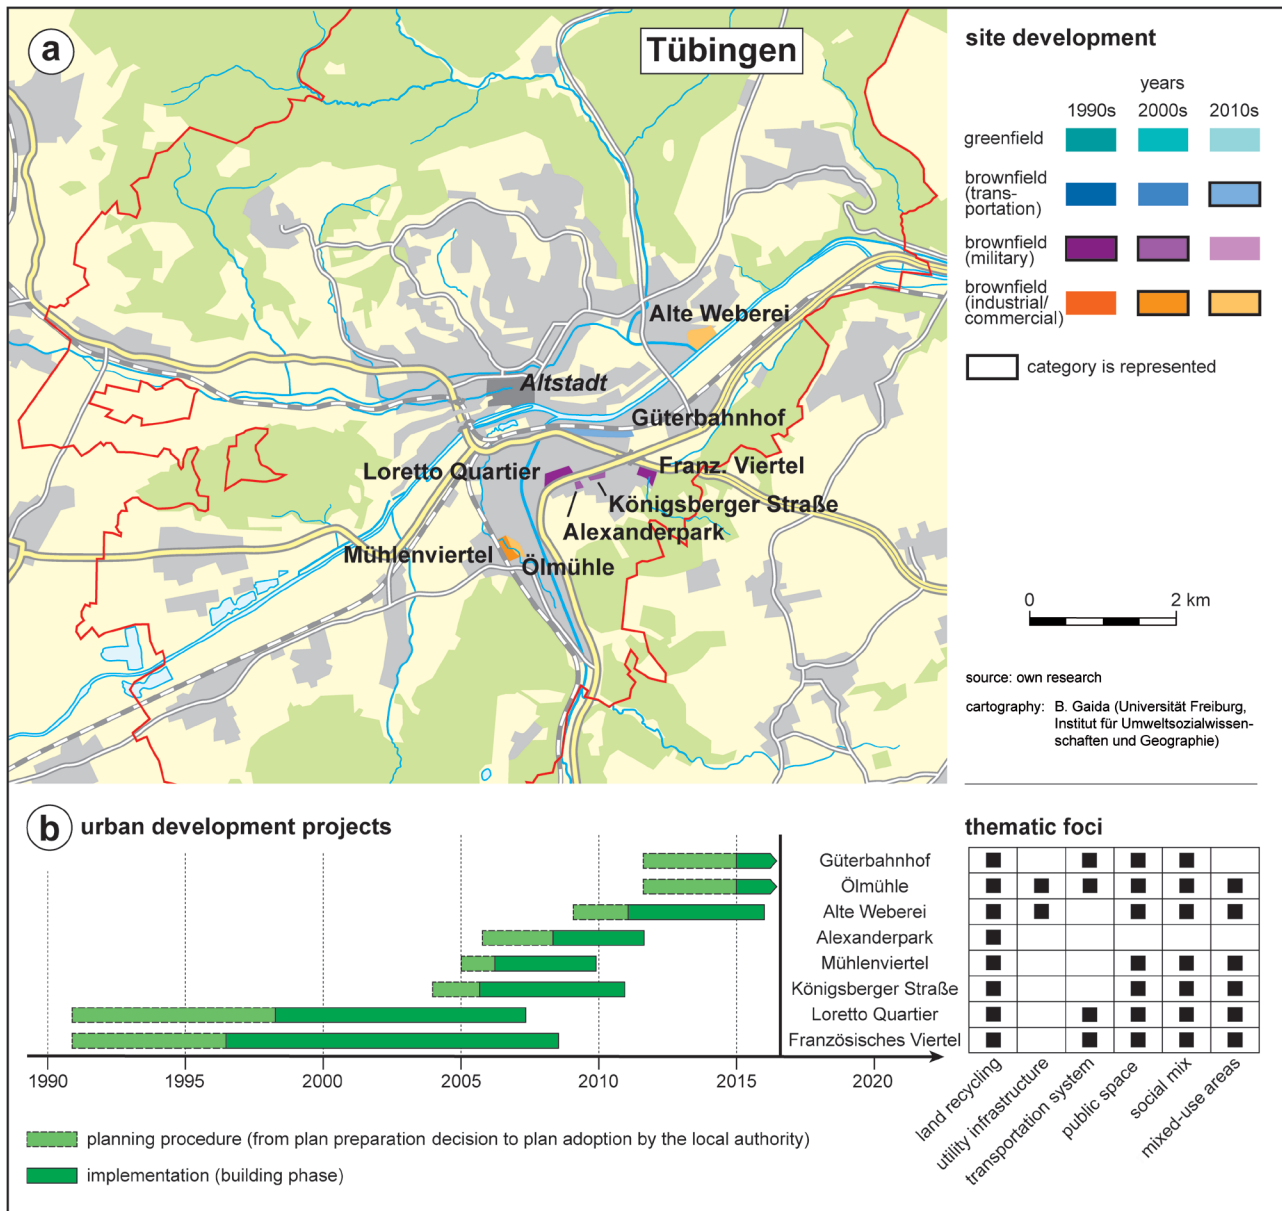 a
Tübingen
Alte Weberei
Altstadt
Güterbahnhof
Loretto Quartier
Franz. Viertel
Königsberger Straße
Alexanderpark
Mühlenviertel
Ölmühle
site development
years
1990s 2000s 2010s
greenfield
brownfield
(trans-
portation)
brownfield
(military)
brownfield
(industrial/
commercial)
category is represented
0 2 km
source: own research
cartography: B. Gaida (Universität Freiburg,
Institut für Umweltsozialwissen-
schaften und Geographie)
b urban development projects
thematic foci
Güterbahnhof
Ölmühle
Alte Weberei
Alexanderpark
Mühlenviertel
Königsberger Straße
Loretto Quartier
Französisches Viertel
1990 1995 2000 2005 2010 2015 2020
land recycling
utility infrastructure
transportation system
public space
social mix
mixed-use areas
planning procedure (from plan preparation decision to plan adoption by the local authority)
implementation (building phase)